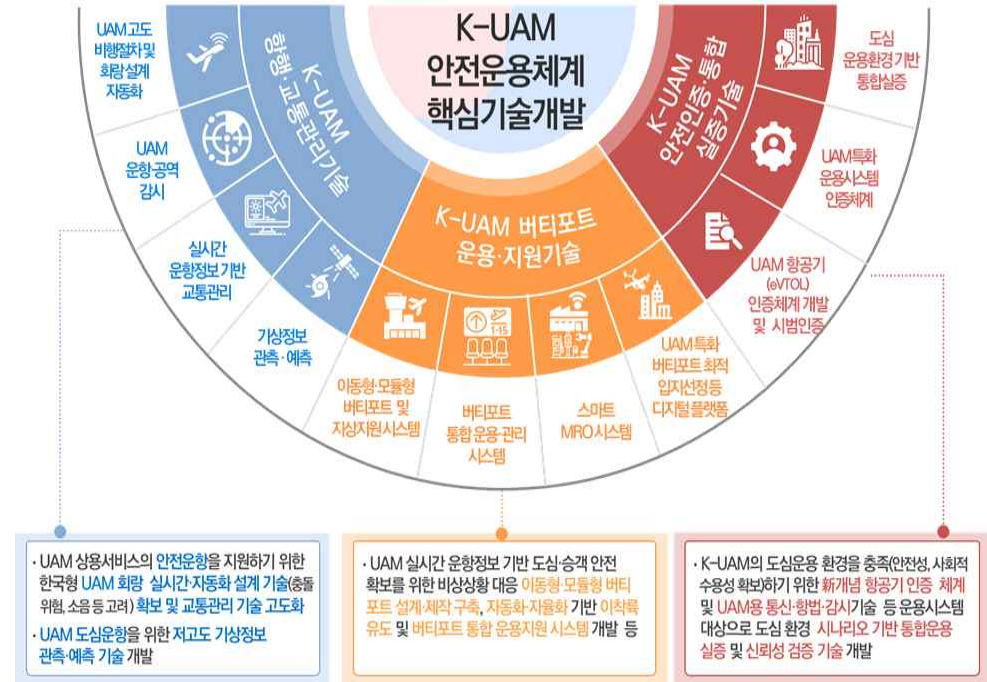 K-UAM
안전운용체계
핵심기술개발
K-UAM
항행·교통관리기술
UAM 고도
비행절차 및
회랑 설계
자동화
UAM
운항·공역
감시
실시간
운항정보 기반
교통관리
기상정보
관측·예측
K-UAM 버티포트
운용·지원기술
이동형·모듈형
버티포트 및
지상지원 시스템
버티포트
통합 운용·관리
시스템
스마트
MRO 시스템
UAM 특화
버티포트 최적
입지선정 등
디지털 플랫폼
K-UAM
안전인증·통합
실증기술
도심
운용환경 기반
통합실증
UAM특화
운용시스템
인증체계
UAM 항공기
(eVTOL)
인증체계 개발
및 시범인증
· UAM 상용서비스의 안전운항을 지원하기 위한
한국형 UAM 회랑 실시간·자동화 설계 기술(충돌
위험, 소음 등 고려) 확보 및 교통관리 기술 고도화
· UAM 도심운항을 위한 저고도 기상정보
관측·예측 기술 개발
· UAM 실시간 운항정보 기반 도심·승객 안전
확보를 위한 비상상황 대응 이동형·모듈형 버티
포트 설계·제작 구축, 자동화·자율화 기반 이착륙
유도 및 버티포트 통합 운용지원 시스템 개발 등
· K-UAM의 도심운용 환경을 충족(안전성, 사회적
수용성 확보)하기 위한 新개념 항공기 인증 체계
및 UAM용 통신·항법·감시기술 등 운용시스템
대상으로 도심 환경 시나리오 기반 통합운용
실증 및 신뢰성 검증 기술 개발